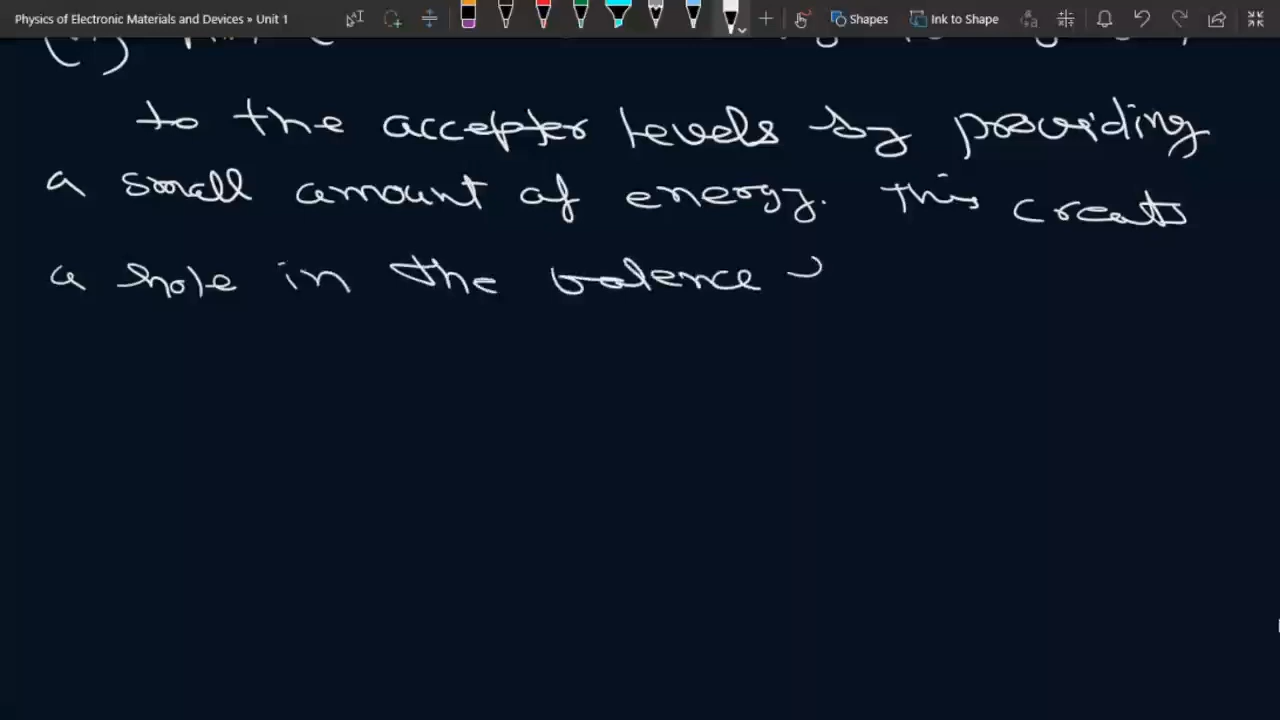 Physics of Electronic Materials and Devices » Unit 1
Shapes
Ink to Shape
to the accepter levels by providing
a small amount of energy. This creats
a hole in the valence